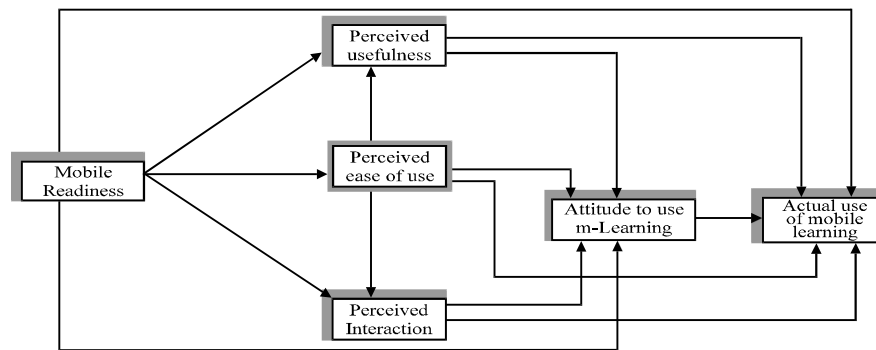 Perceived
usefulness
Mobile
Readiness
Perceived
ease of use
Attitude to use
m-Learning
Actual use
of mobile
learning
Perceived
Interaction